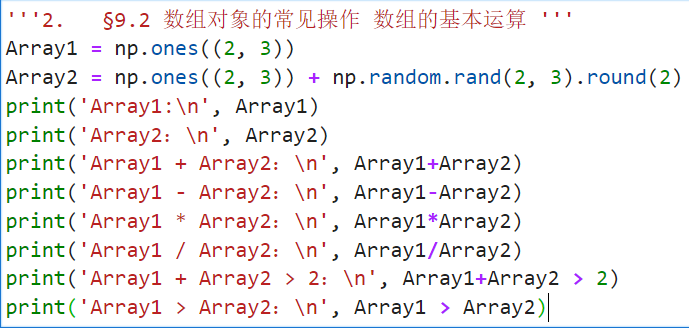 '''2.   §9.2 数组对象的常见操作 数组的基本运算 '''
Array1 = np.ones((2, 3))
Array2 = np.ones((2, 3)) + np.random.rand(2, 3).round(2)
print('Array1:\n', Array1)
print('Array2：\n', Array2)
print('Array1 + Array2：\n', Array1+Array2)
print('Array1 - Array2：\n', Array1-Array2)
print('Array1 * Array2：\n', Array1*Array2)
print('Array1 / Array2：\n', Array1/Array2)
print('Array1 + Array2 > 2：\n', Array1+Array2 > 2)
print('Array1 > Array2：\n', Array1 > Array2)